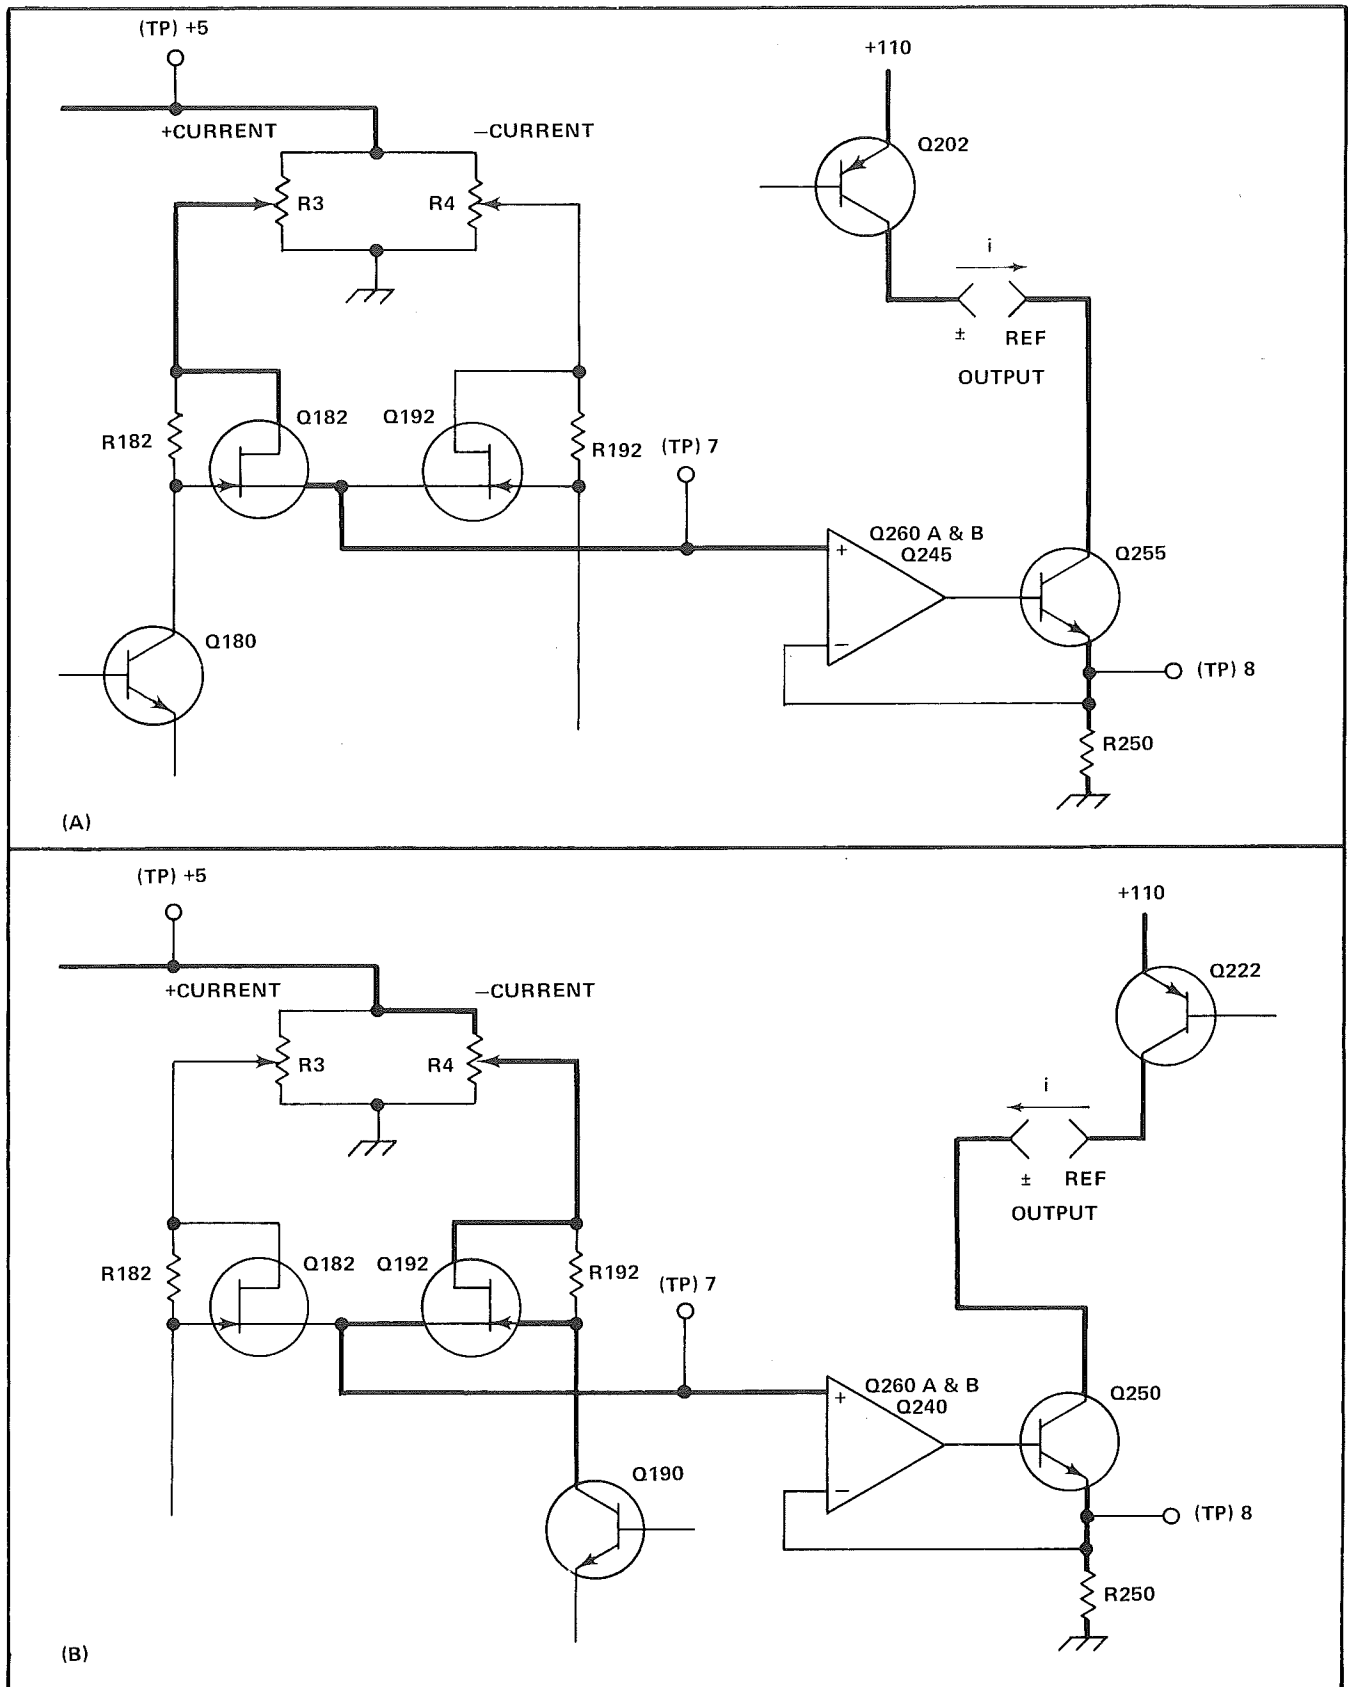 (TP) +5
+110
+CURRENT
−CURRENT
Q202
R3
R4
i
±
REF
OUTPUT
Q182
Q192
R182
R192
(TP) 7
Q260 A & B
Q245
+
−
Q255
Q180
(TP) 8
R250
(A)
(TP) +5
+110
Q222
+CURRENT
−CURRENT
R3
R4
i
±
REF
OUTPUT
Q182
Q192
R182
R192
(TP) 7
Q260 A & B
Q240
+
−
Q250
Q190
(TP) 8
R250
(B)